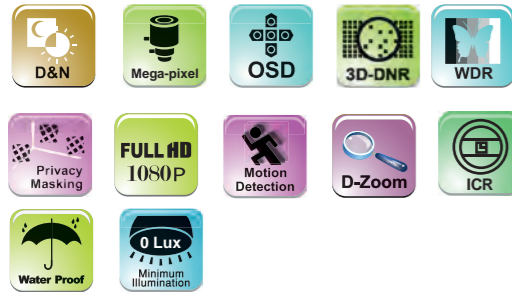 D&N
Mega-pixel
OSD
3D-DNR
WDR
Privacy
Masking
FULL HD
1080P
Motion
Detection
D-Zoom
ICR
Water Proof
0 Lux
Minimum
Illumination